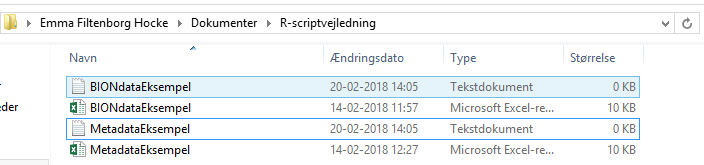 Emma Filtenborg Hocke ▸ Dokumenter ▸ R-scriptvejledning
Navn Ændringsdato Type Størrelse
BIONdataEksempel 20-02-2018 14:05 Tekstdokument 0 KB
BIONdataEksempel 14-02-2018 11:57 Microsoft Excel-re... 10 KB
eder MetadataEksempel 20-02-2018 14:05 Tekstdokument 0 KB
MetadataEksempel 14-02-2018 12:27 Microsoft Excel-re... 10 KB